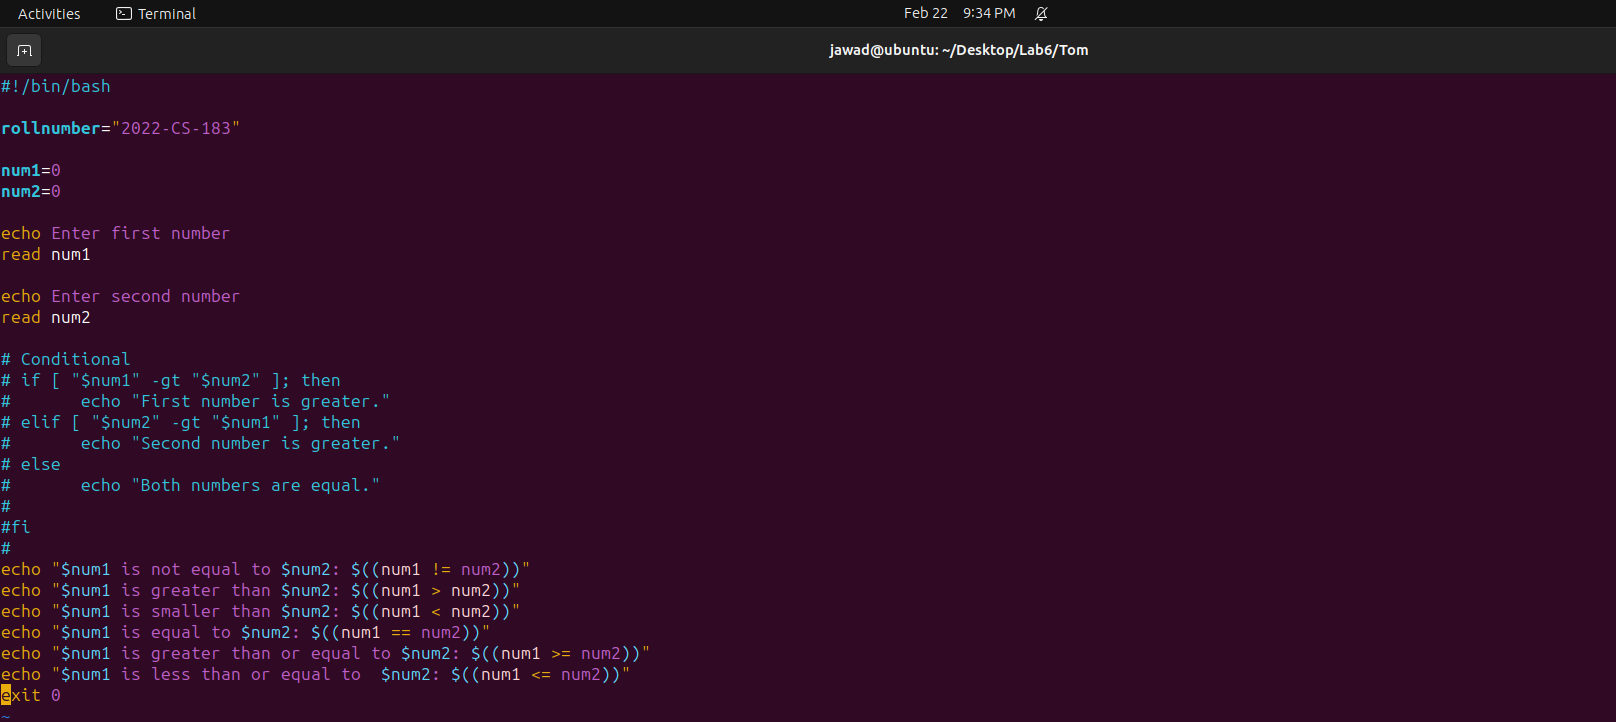 Activities Terminal Feb 22 9:34 PM
jawad@ubuntu: ~/Desktop/Lab6/Tom
#!/bin/bash
rollnumber="2022-CS-183"
num1=0
num2=0
echo Enter first number
read num1
echo Enter second number
read num2
# Conditional
# if [ "$num1" -gt "$num2" ]; then
#       echo "First number is greater."
# elif [ "$num2" -gt "$num1" ]; then
#       echo "Second number is greater."
# else
#       echo "Both numbers are equal."
#
#fi
#
echo "$num1 is not equal to $num2: $((num1 != num2))"
echo "$num1 is greater than $num2: $((num1 > num2))"
echo "$num1 is smaller than $num2: $((num1 < num2))"
echo "$num1 is equal to $num2: $((num1 == num2))"
echo "$num1 is greater than or equal to $num2: $((num1 >= num2))"
echo "$num1 is less than or equal to  $num2: $((num1 <= num2))"
exit 0
~